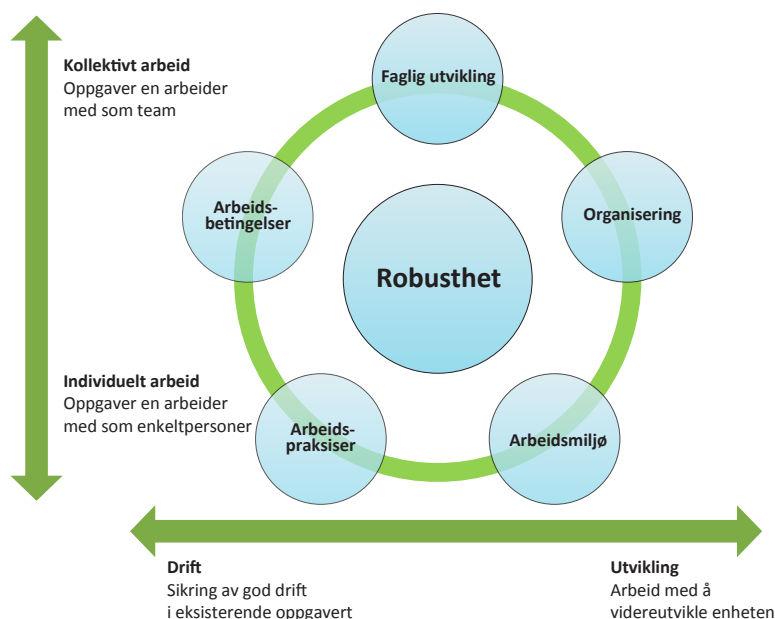 Kollektivt arbeid
Oppgaver en arbeider
med som team
Faglig utvikling
Arbeids-
betingelser
Organisering
Robusthet
Individuelt arbeid
Oppgaver en arbeider
med som enkeltpersoner
Arbeids-
praksiser
Arbeidsmiljø
Drift
Sikring av god drift
i eksisterende oppgavert
Utvikling
Arbeid med å
videreutvikle enheten